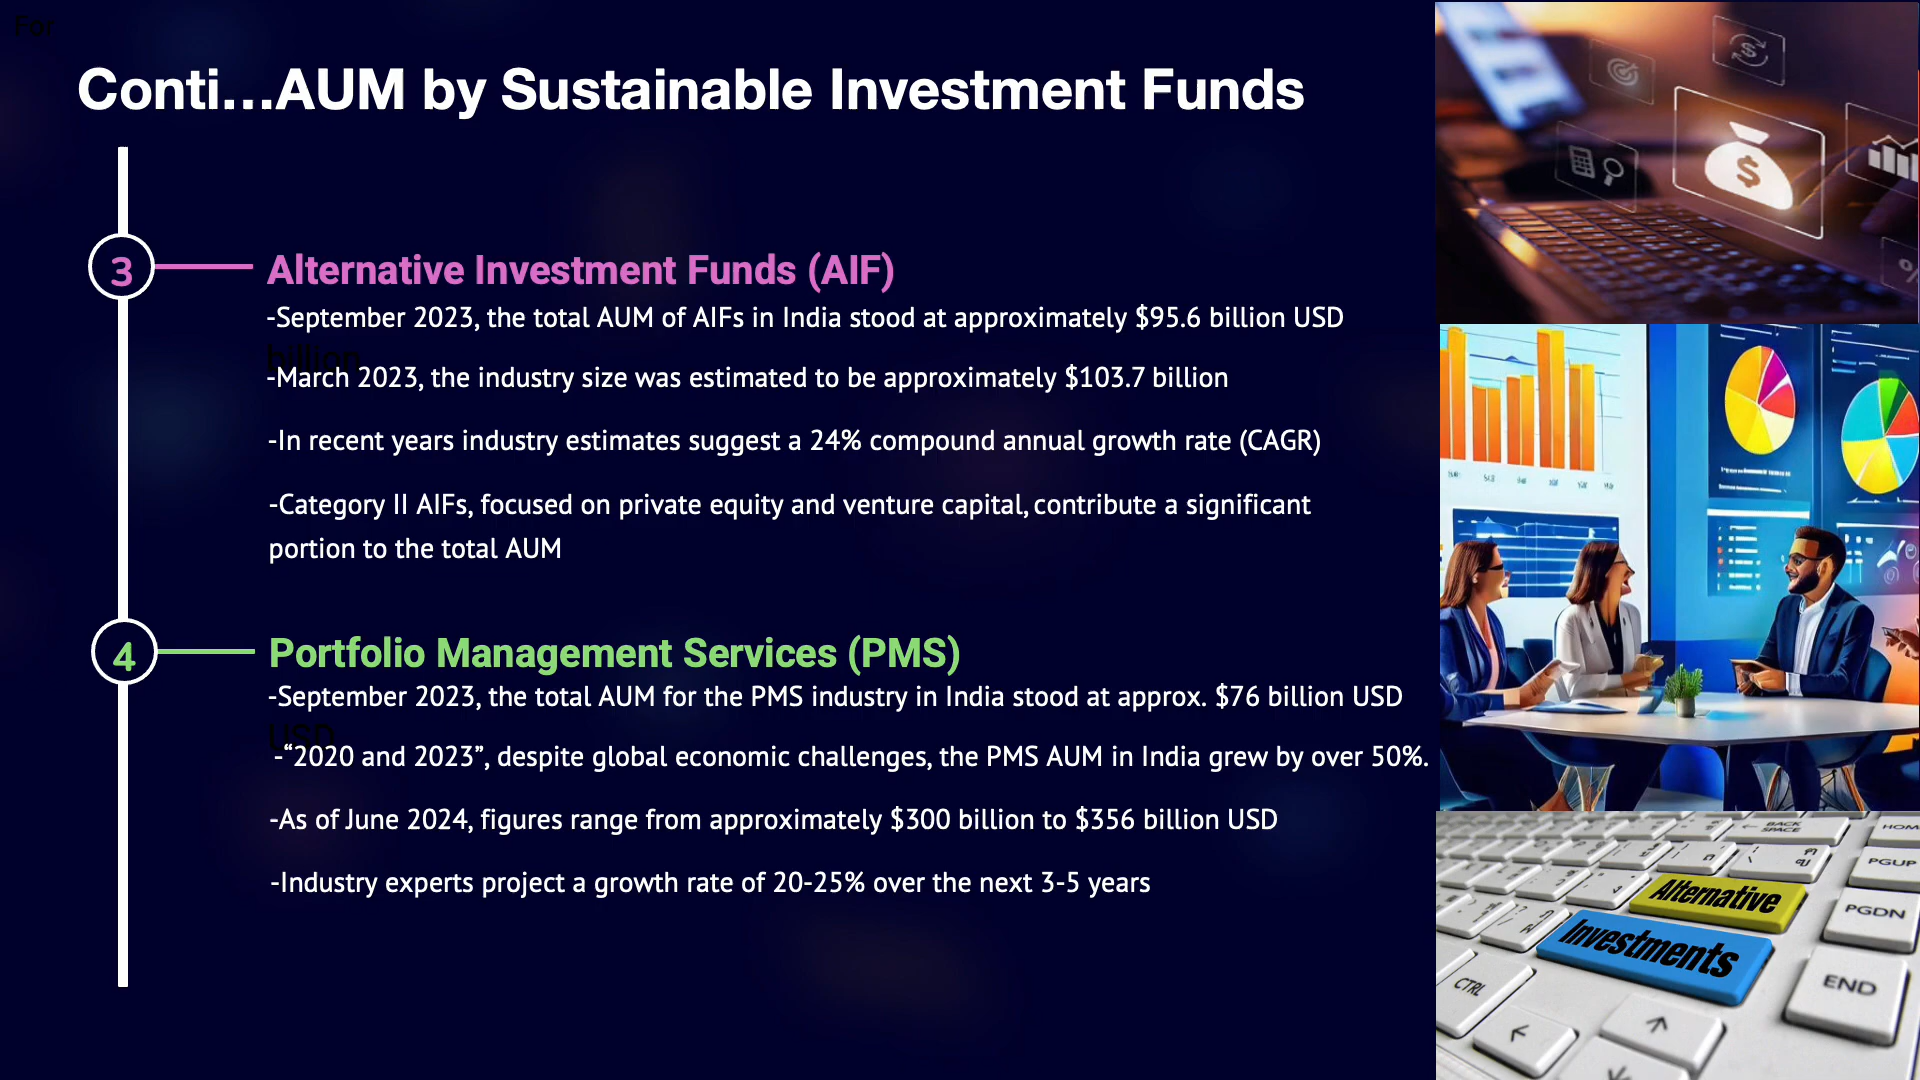 For
Conti...AUM by Sustainable Investment Funds
3
Alternative Investment Funds (AIF)
-September 2023, the total AUM of AIFs in India stood at approximately $95.6 billion USD
billion
-March 2023, the industry size was estimated to be approximately $103.7 billion
-In recent years industry estimates suggest a 24% compound annual growth rate (CAGR)
-Category II AIFs, focused on private equity and venture capital, contribute a significant
portion to the total AUM
4
Portfolio Management Services (PMS)
-September 2023, the total AUM for the PMS industry in India stood at approx. $76 billion USD
USD
-“2020 and 2023”, despite global economic challenges, the PMS AUM in India grew by over 50%.
-As of June 2024, figures range from approximately $300 billion to $356 billion USD
-Industry experts project a growth rate of 20-25% over the next 3-5 years
BACK
SPACE
HOM
PGUP
Alternative
PGDN
Investments
CTRL
END